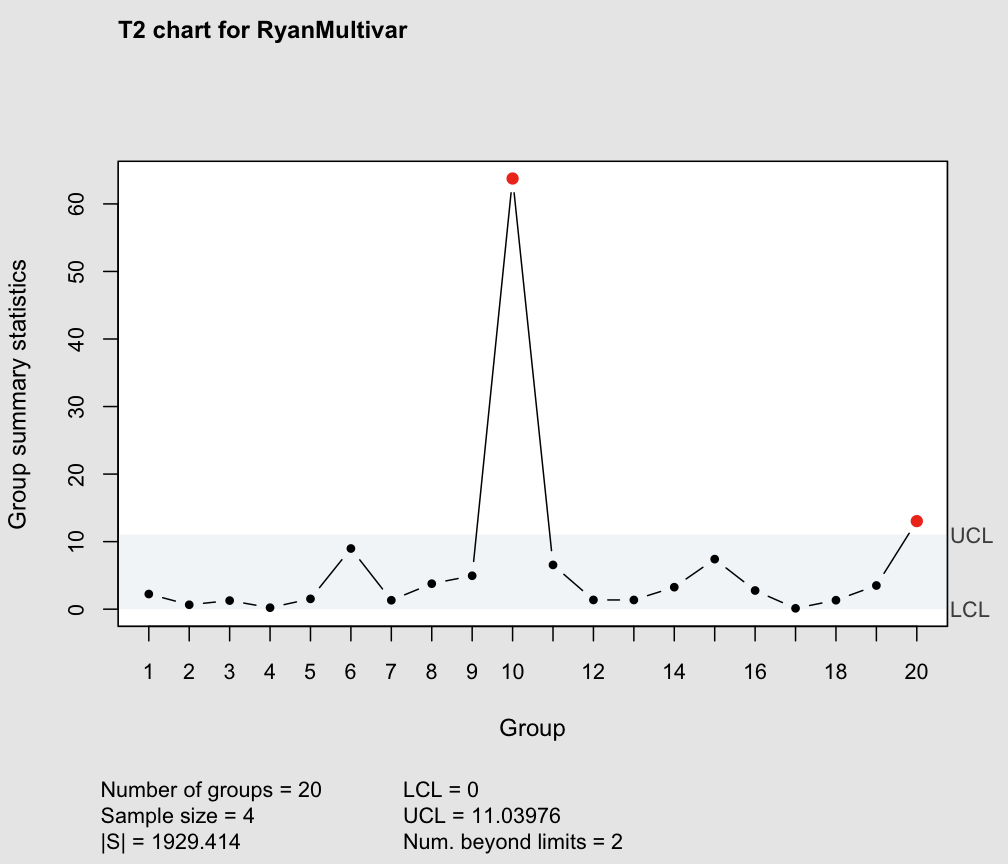 T2 chart for RyanMultivar
Group summary statistics
60
50
40
30
20
10
0
UCL
LCL
1 2 3 4 5 6 7 8 9 10 12 14 16 18 20
Group
Number of groups = 20
Sample size = 4
|S| = 1929.414
LCL = 0
UCL = 11.03976
Num. beyond limits = 2